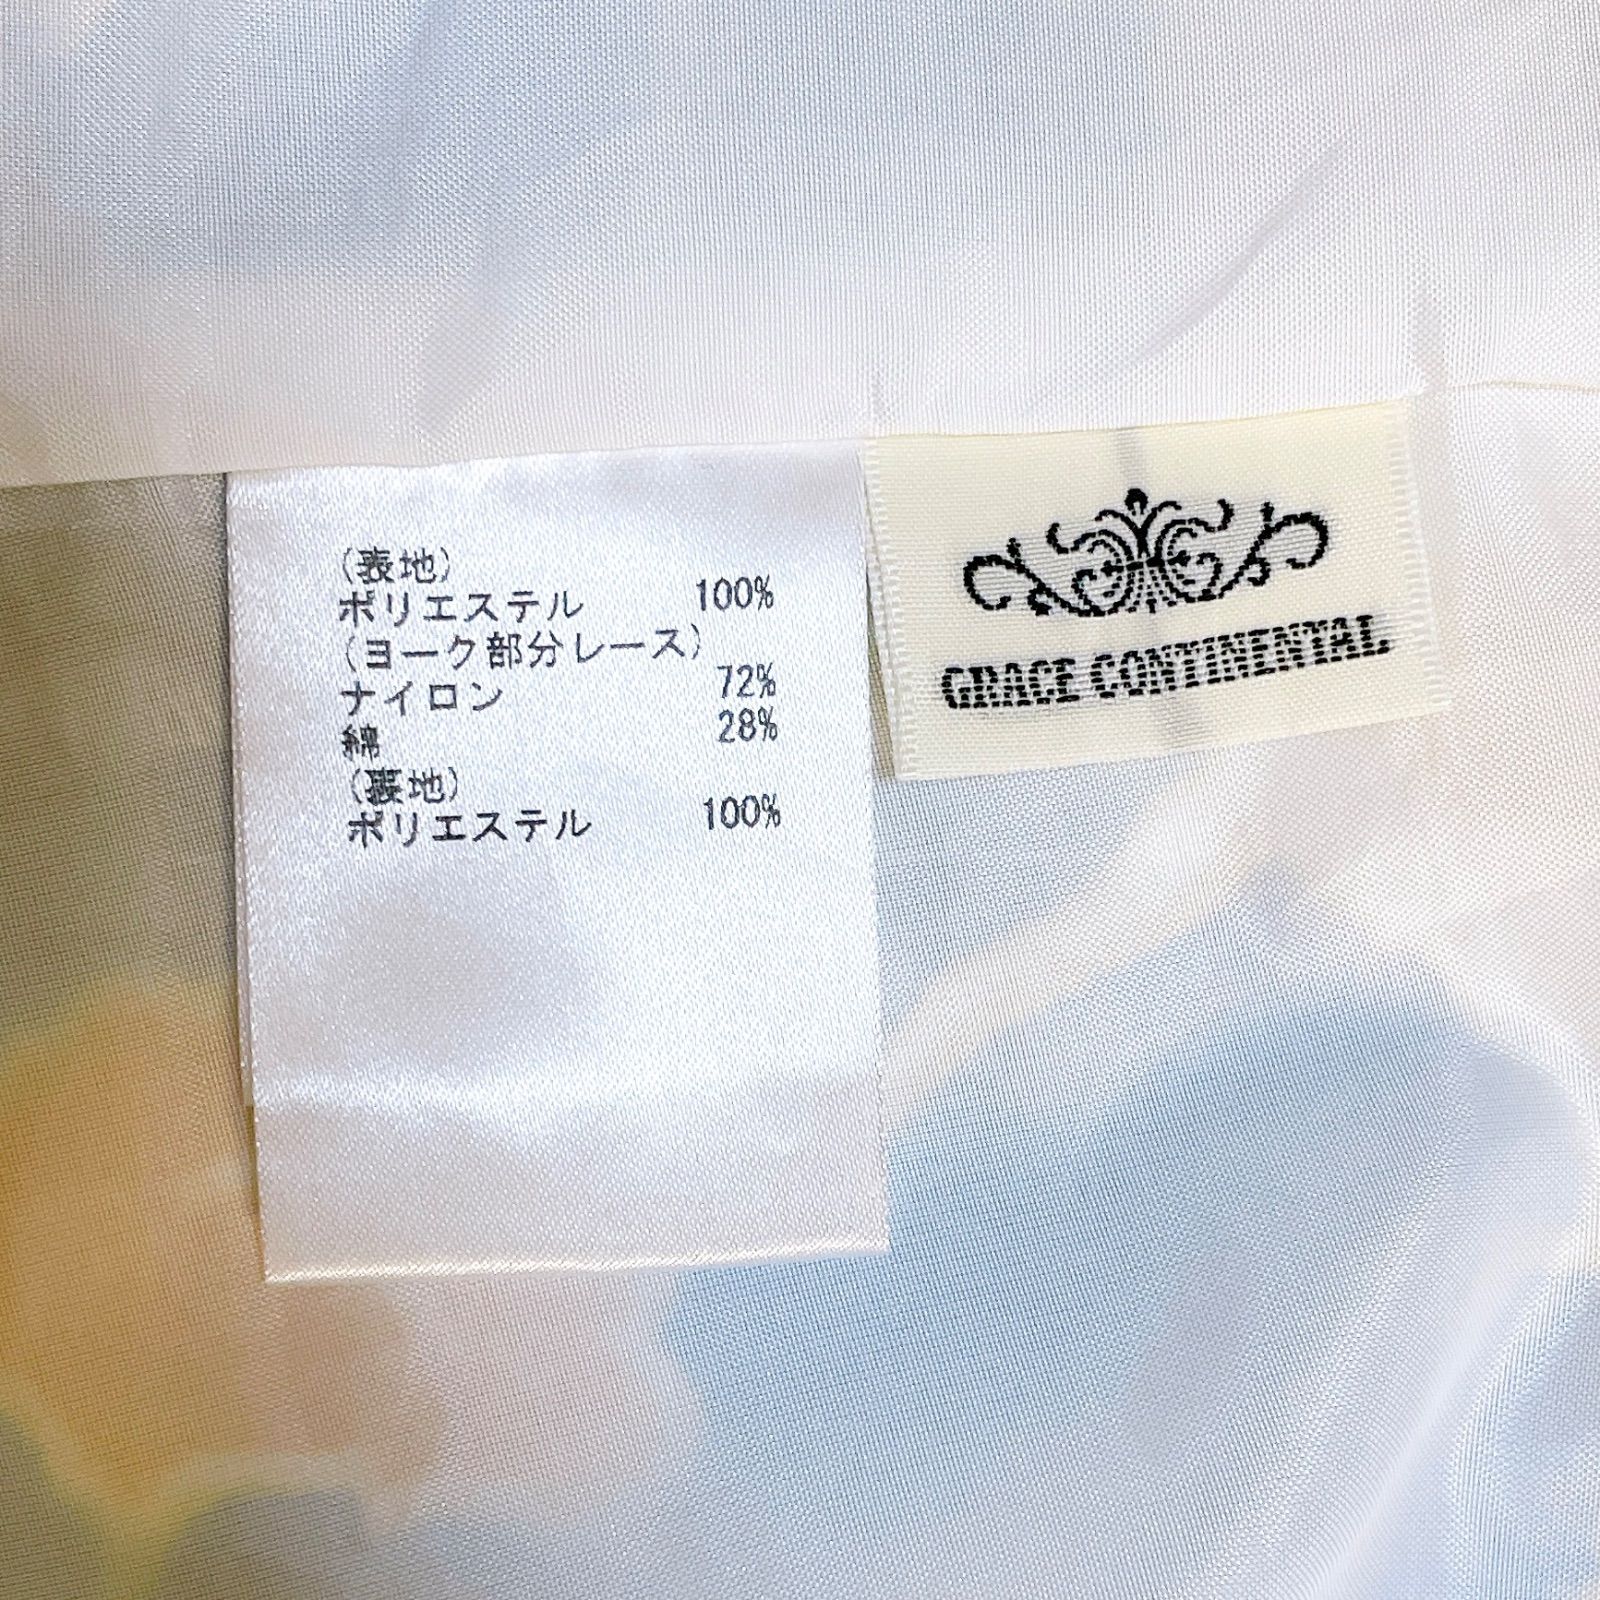 (表地)
ポリエステル 100%
(ヨーク部分レース)
ナイロン 72%
綿 28%
(表地)
ポリエステル 100%
GRACE CONTINENTAL